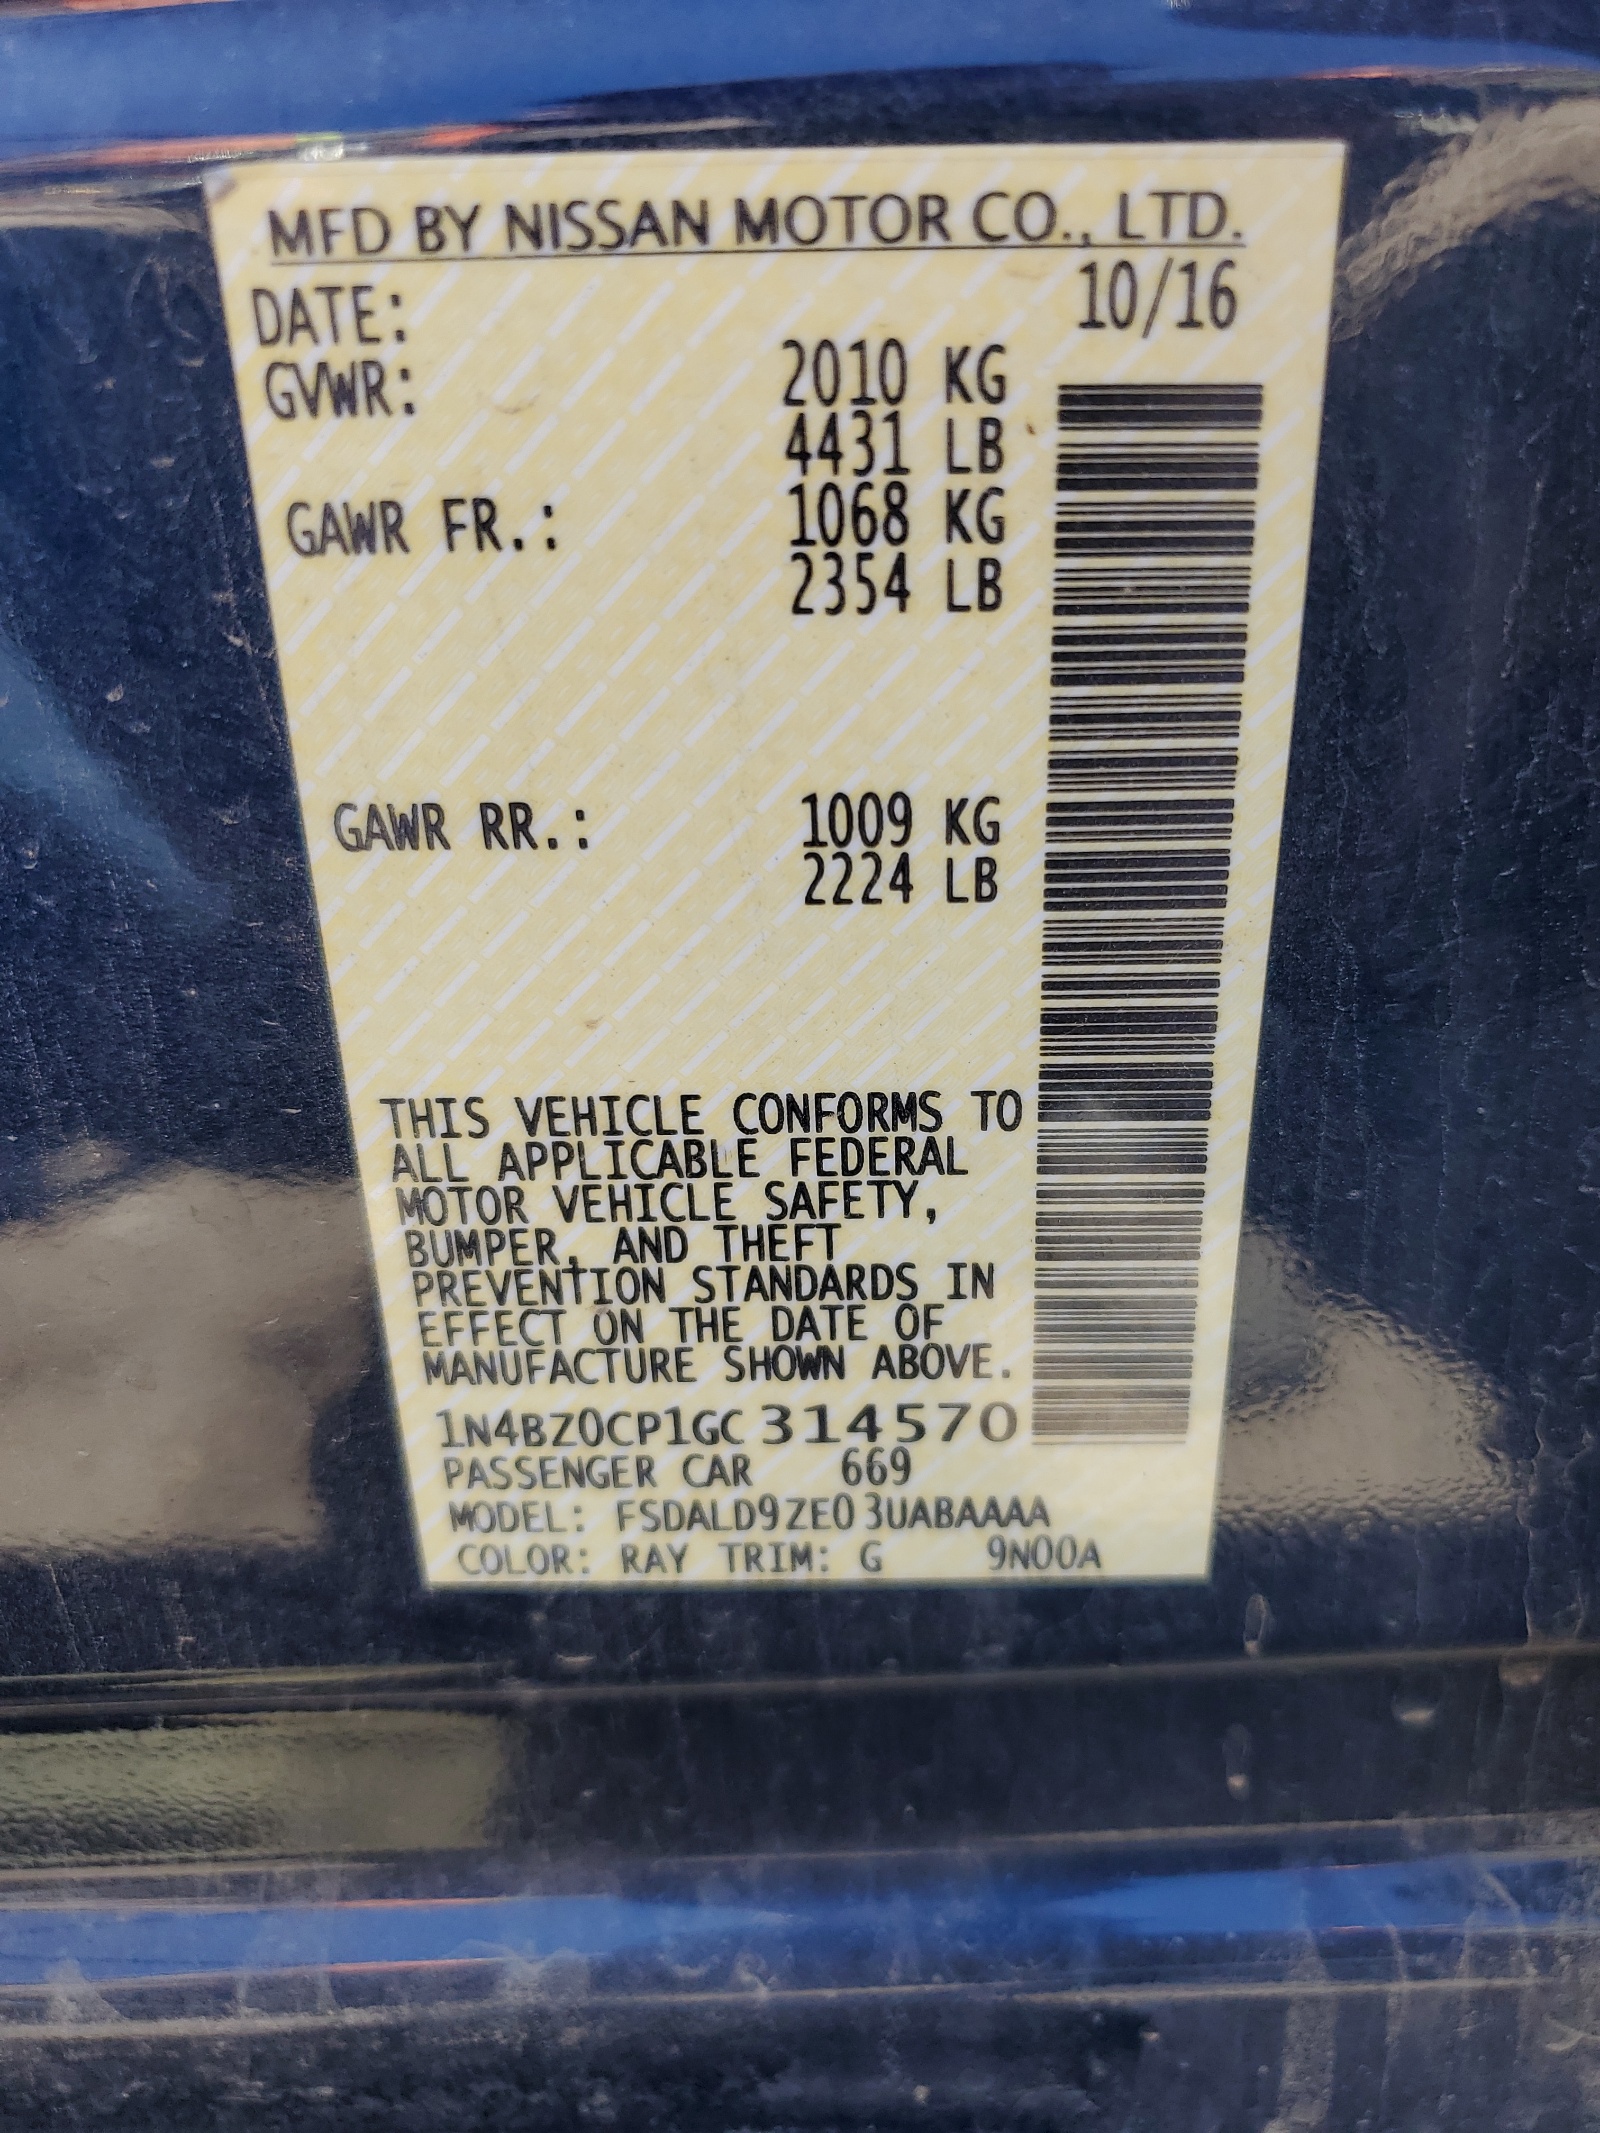 MFD BY NISSAN MOTOR CO., LTD.
DATE: 10/16
GVWR: 2010 KG
4431 LB
GAWR FR.: 1068 KG
2354 LB
GAWR RR.: 1009 KG
2224 LB
THIS VEHICLE CONFORMS TO
ALL APPLICABLE FEDERAL
MOTOR VEHICLE SAFETY,
BUMPER, AND THEFT
PREVENTION STANDARDS IN
EFFECT ON THE DATE OF
MANUFACTURE SHOWN ABOVE.
1N4BZ0CP1GC314570
PASSENGER CAR 669
MODEL: FSDALD9ZE03UABAAAA
COLOR: RAY TRIM: G 9N00A